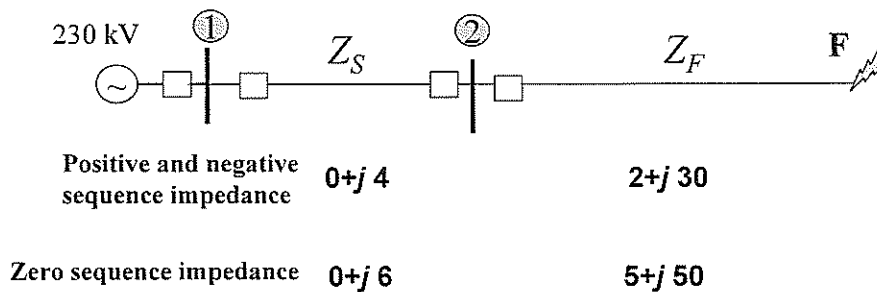 230 kV
1
2
Z_S
Z_F
F
~
Positive and negative
sequence impedance
0+j 4
2+j 30
Zero sequence impedance
0+j 6
5+j 50